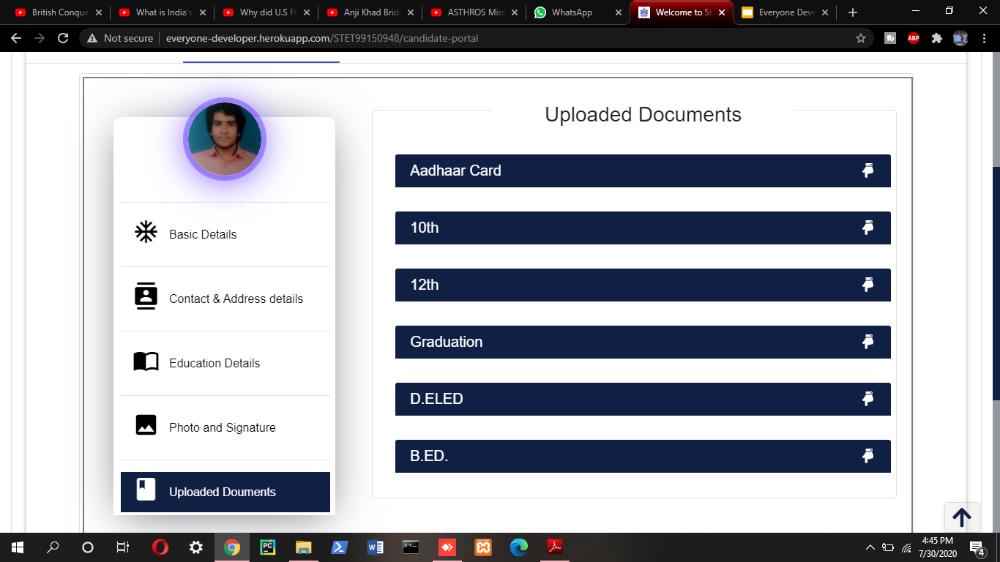 British Conque
What is India's
Why did U.S F
Anji Khad Brid
ASTHROS Miss
WhatsApp
Welcome to St
Everyone Deve
Not secure
everyone-developer.herokuapp.com/STET99150948/candidate-portal
ABP
Uploaded Documents
Aadhaar Card
10th
12th
Graduation
D.ELED
B.ED.
Basic Details
Contact & Address details
Education Details
Photo and Signature
Uploaded Douments
PC
4:45 PM
7/30/2020
4